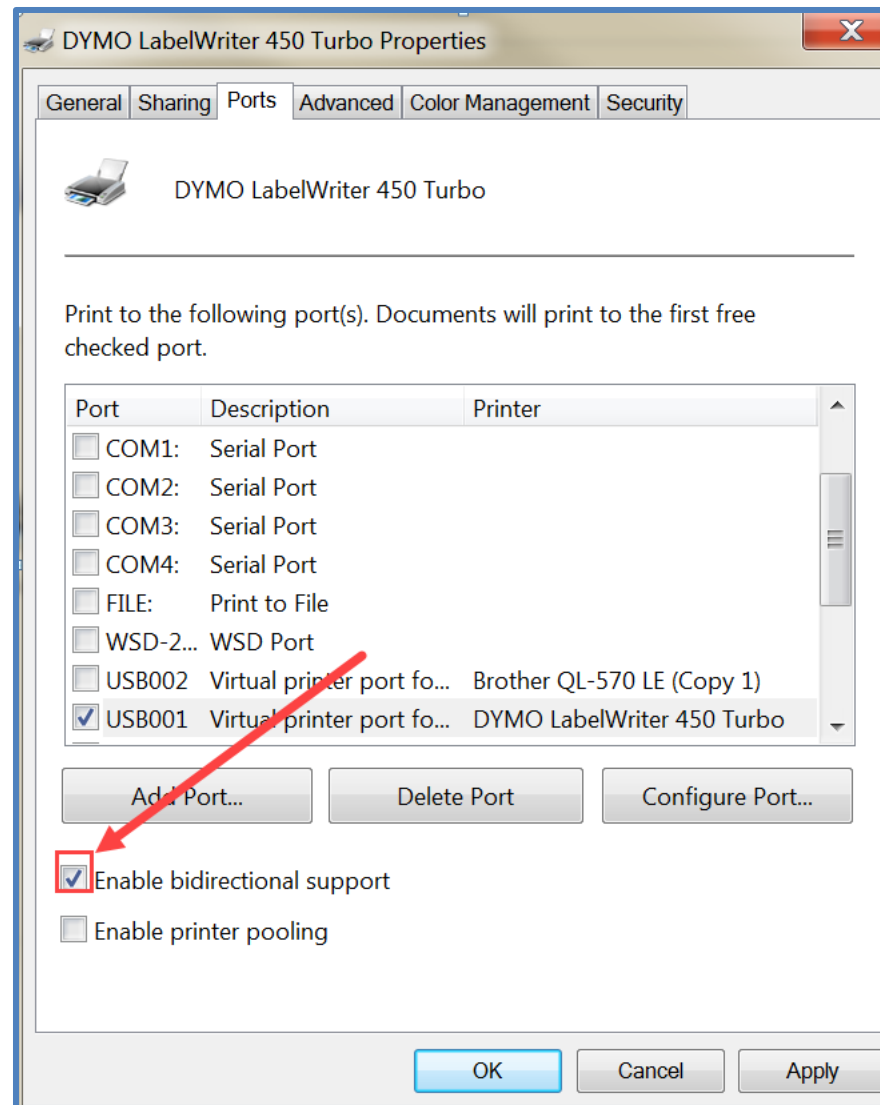 DYMO LabelWriter 450 Turbo Properties
X
General Sharing Ports Advanced Color Management Security
DYMO LabelWriter 450 Turbo
Print to the following port(s). Documents will print to the first free
checked port.
Port Description Printer
COM1: Serial Port
COM2: Serial Port
COM3: Serial Port
COM4: Serial Port
FILE: Print to File
WSD-2... WSD Port
USB002 Virtual printer port fo... Brother QL-570 LE (Copy 1)
USB001 Virtual printer port fo... DYMO LabelWriter 450 Turbo
Add Port... Delete Port Configure Port...
Enable bidirectional support
Enable printer pooling
OK Cancel Apply